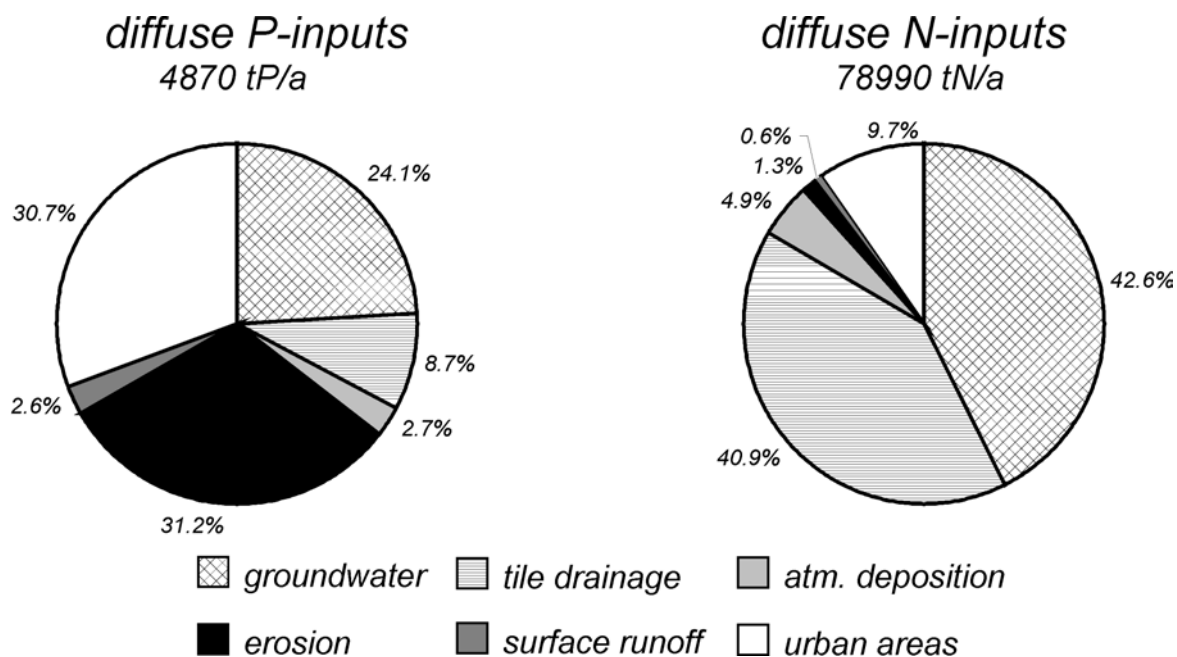 diffuse P-inputs
4870 tP/a
24.1%
30.7%
8.7%
2.6%
2.7%
31.2%
diffuse N-inputs
78990 tN/a
0.6%
9.7%
1.3%
4.9%
42.6%
40.9%
groundwater
tile drainage
atm. deposition
erosion
surface runoff
urban areas